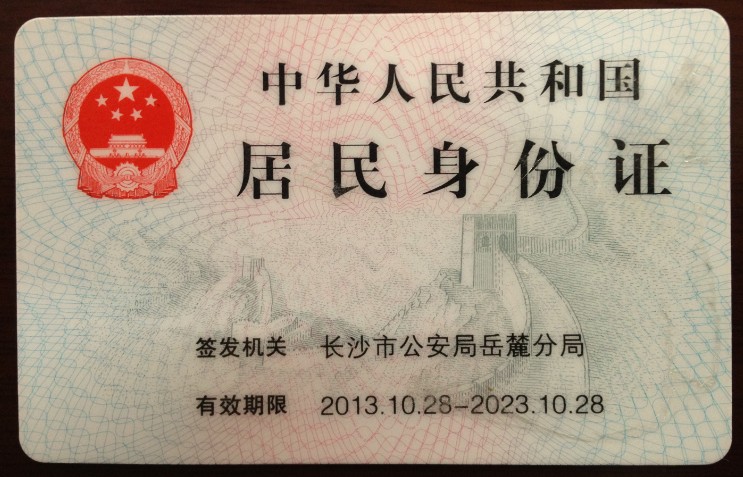 中华人民共和国
居民身份证
签发机关 长沙市公安局岳麓分局
有效期限 2013.10.28-2023.10.28